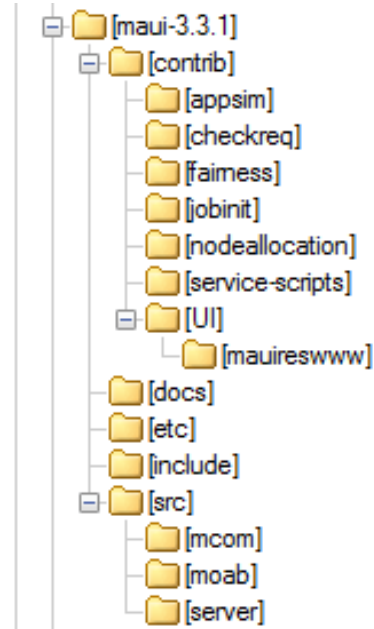 [maui-3.3.1]
[contrib]
[appsim]
[checkreq]
[fairness]
[jobinit]
[nodeallocation]
[service-scripts]
[UI]
[mauireswww]
[docs]
[etc]
[include]
[src]
[mcom]
[moab]
[server]